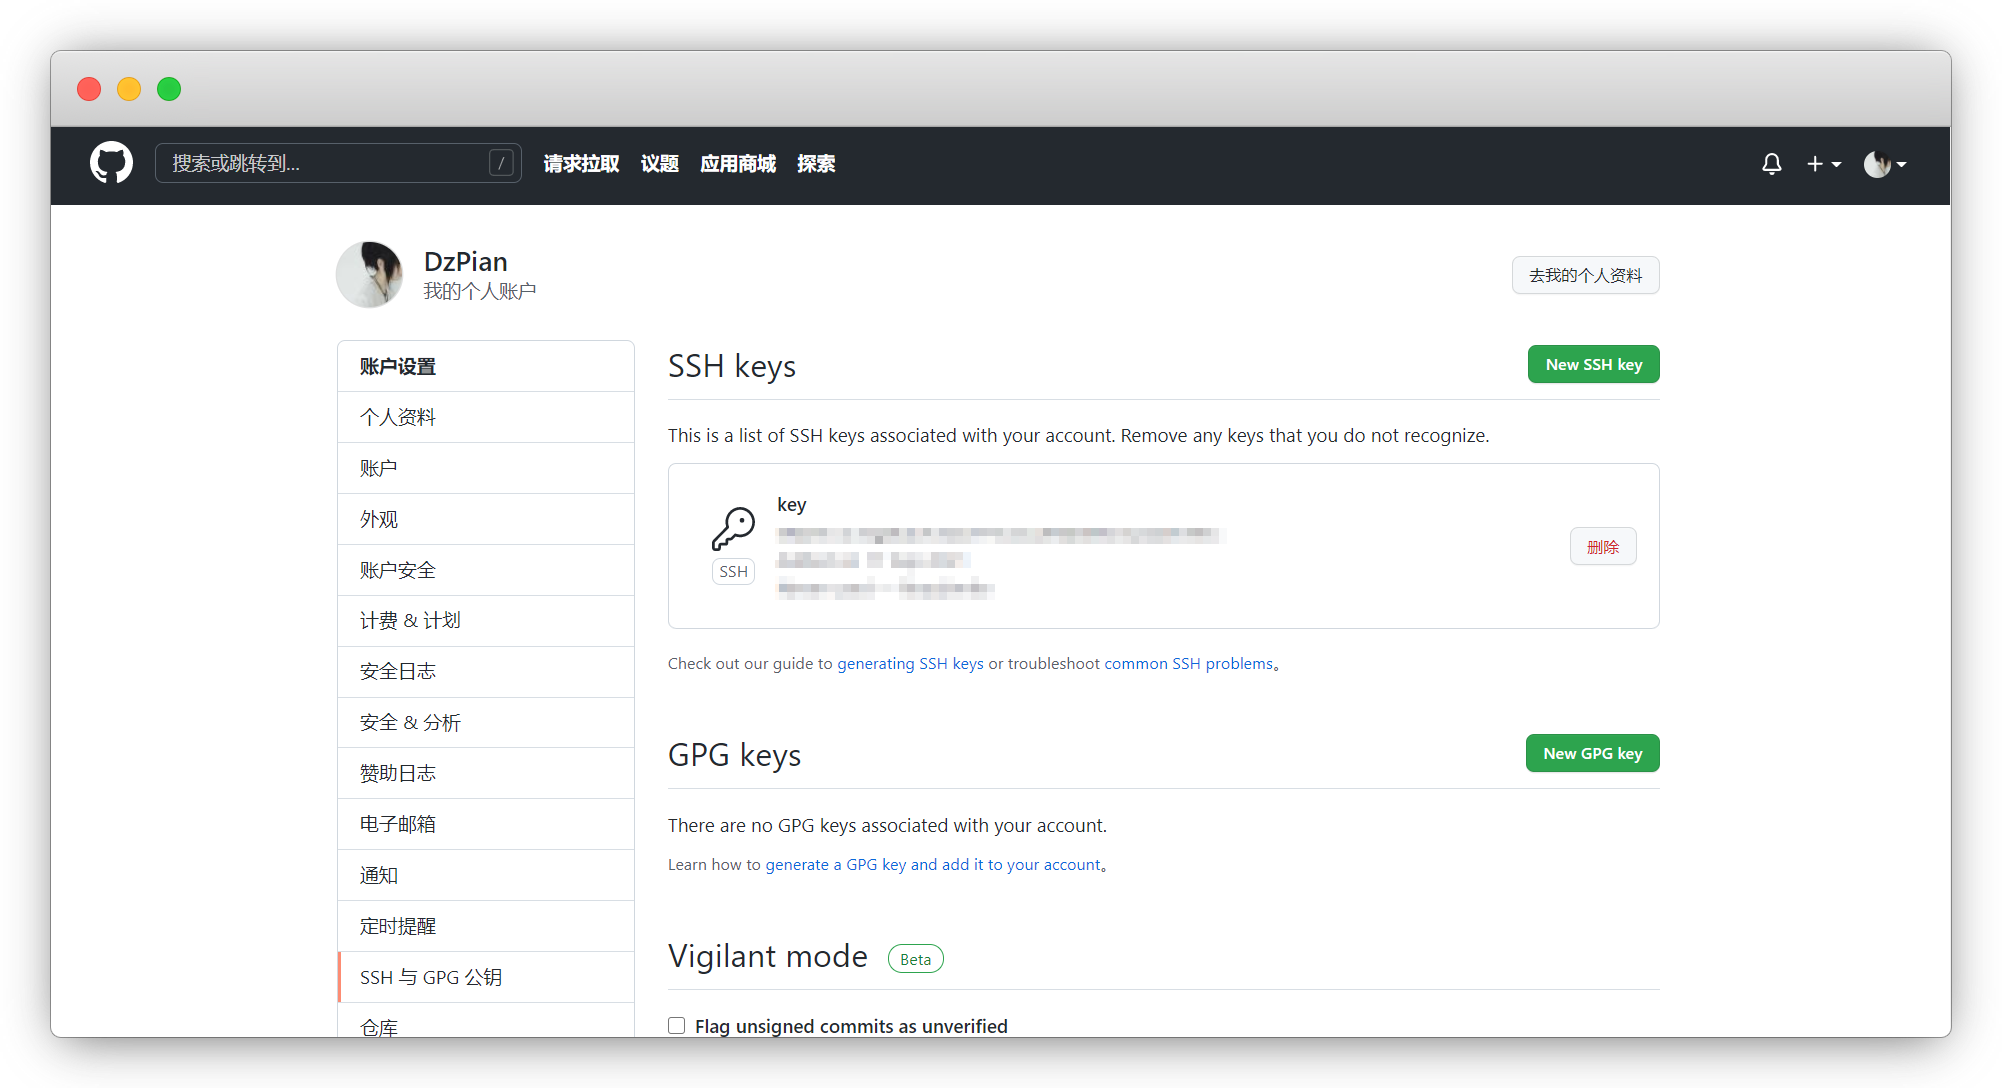 搜索或跳转到... /
请求拉取 议题 应用商城 探索
DzPian
我的个人账户
去我的个人资料
账户设置
个人资料
账户
外观
账户安全
计费 & 计划
安全日志
安全 & 分析
赞助日志
电子邮箱
通知
定时提醒
SSH 与 GPG 公钥
仓库
SSH keys
New SSH key
This is a list of SSH keys associated with your account. Remove any keys that you do not recognize.
key
SSH
删除
Check out our guide to generating SSH keys or troubleshoot common SSH problems。
GPG keys
New GPG key
There are no GPG keys associated with your account.
Learn how to generate a GPG key and add it to your account。
Vigilant mode Beta
Flag unsigned commits as unverified